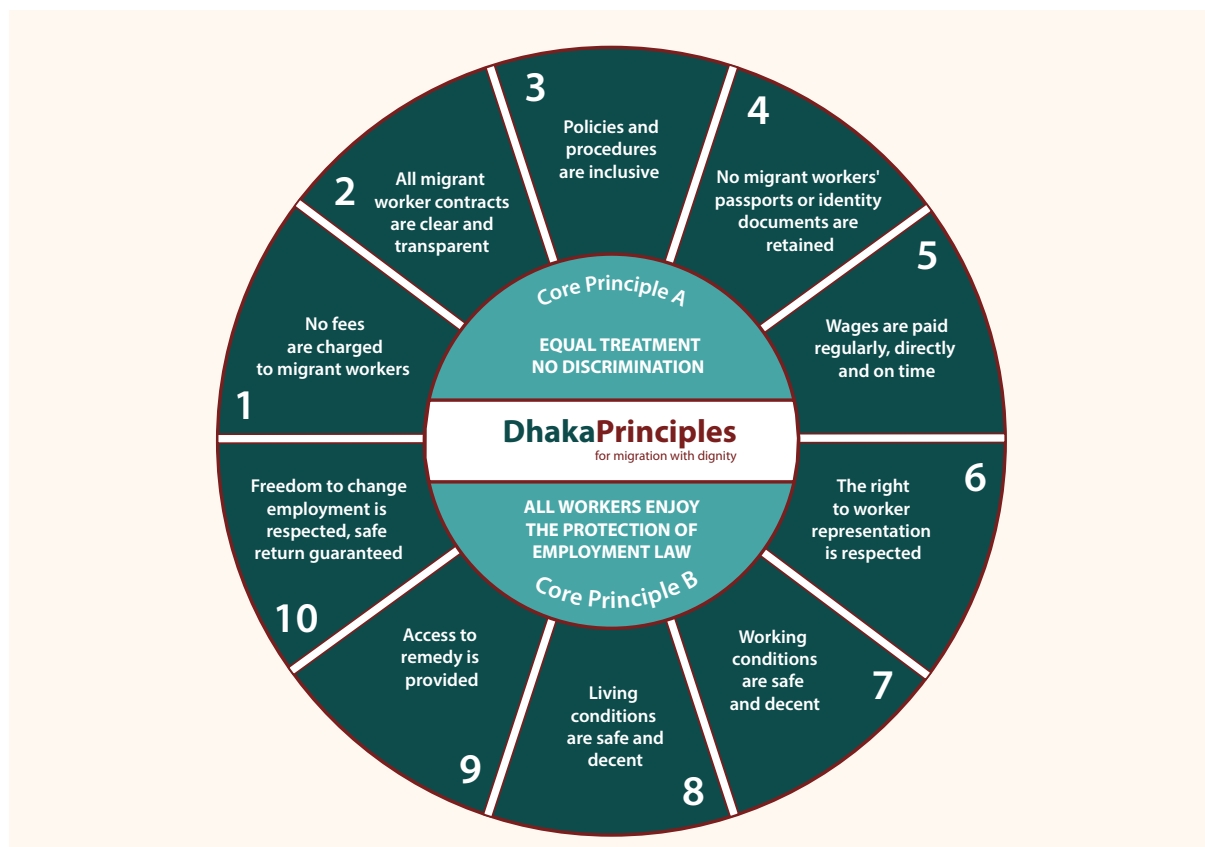 1
No fees
are charged
to migrant workers
2
All migrant
worker contracts
are clear and
transparent
3
Policies and
procedures
are inclusive
4
No migrant workers'
passports or identity
documents are
retained
5
Wages are paid
regularly, directly
and on time
6
The right
to worker
representation
is respected
7
Working
conditions
are safe
and decent
8
Living
conditions
are safe and
decent
9
Access to
remedy is
provided
10
Freedom to change
employment is
respected, safe
return guaranteed
Core Principle A
EQUAL TREATMENT
NO DISCRIMINATION
DhakaPrinciples
for migration with dignity
ALL WORKERS ENJOY
THE PROTECTION OF
EMPLOYMENT LAW
Core Principle B